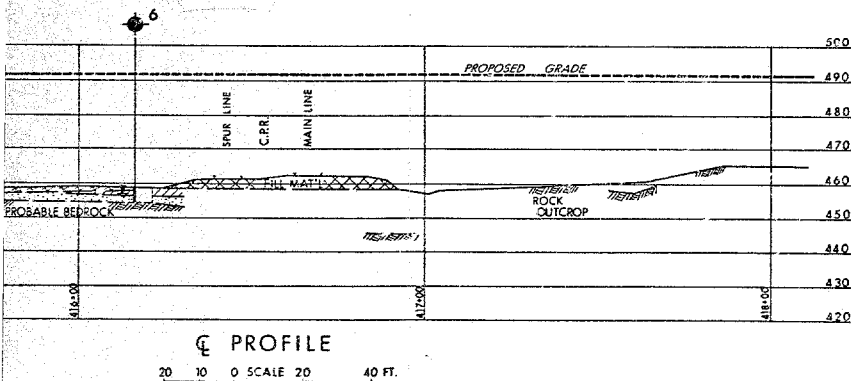 6
500
PROPOSED GRADE
490
480
SPUR LINE
C.P.R.
MAIN LINE
470
FILL MAT'L
460
PROBABLE BEDROCK
ROCK
OUTCROP
450
440
430
416+00
417+00
418+00
420
℄ PROFILE
20 10 0 SCALE 20 40 FT.